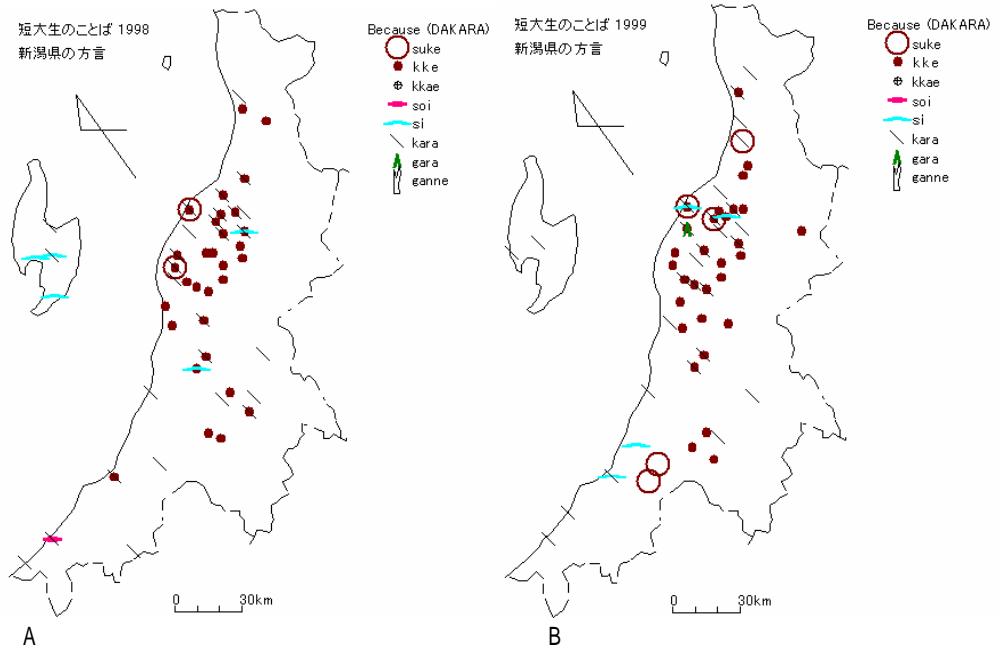 短大生のことば 1998
新潟県の方言
Because (DAKARA)
suke
kke
kkae
soi
si
kara
gara
ganne
0 30km
A
短大生のことば 1999
新潟県の方言
Because (DAKARA)
suke
kke
kkae
soi
si
kara
gara
ganne
0 30km
B